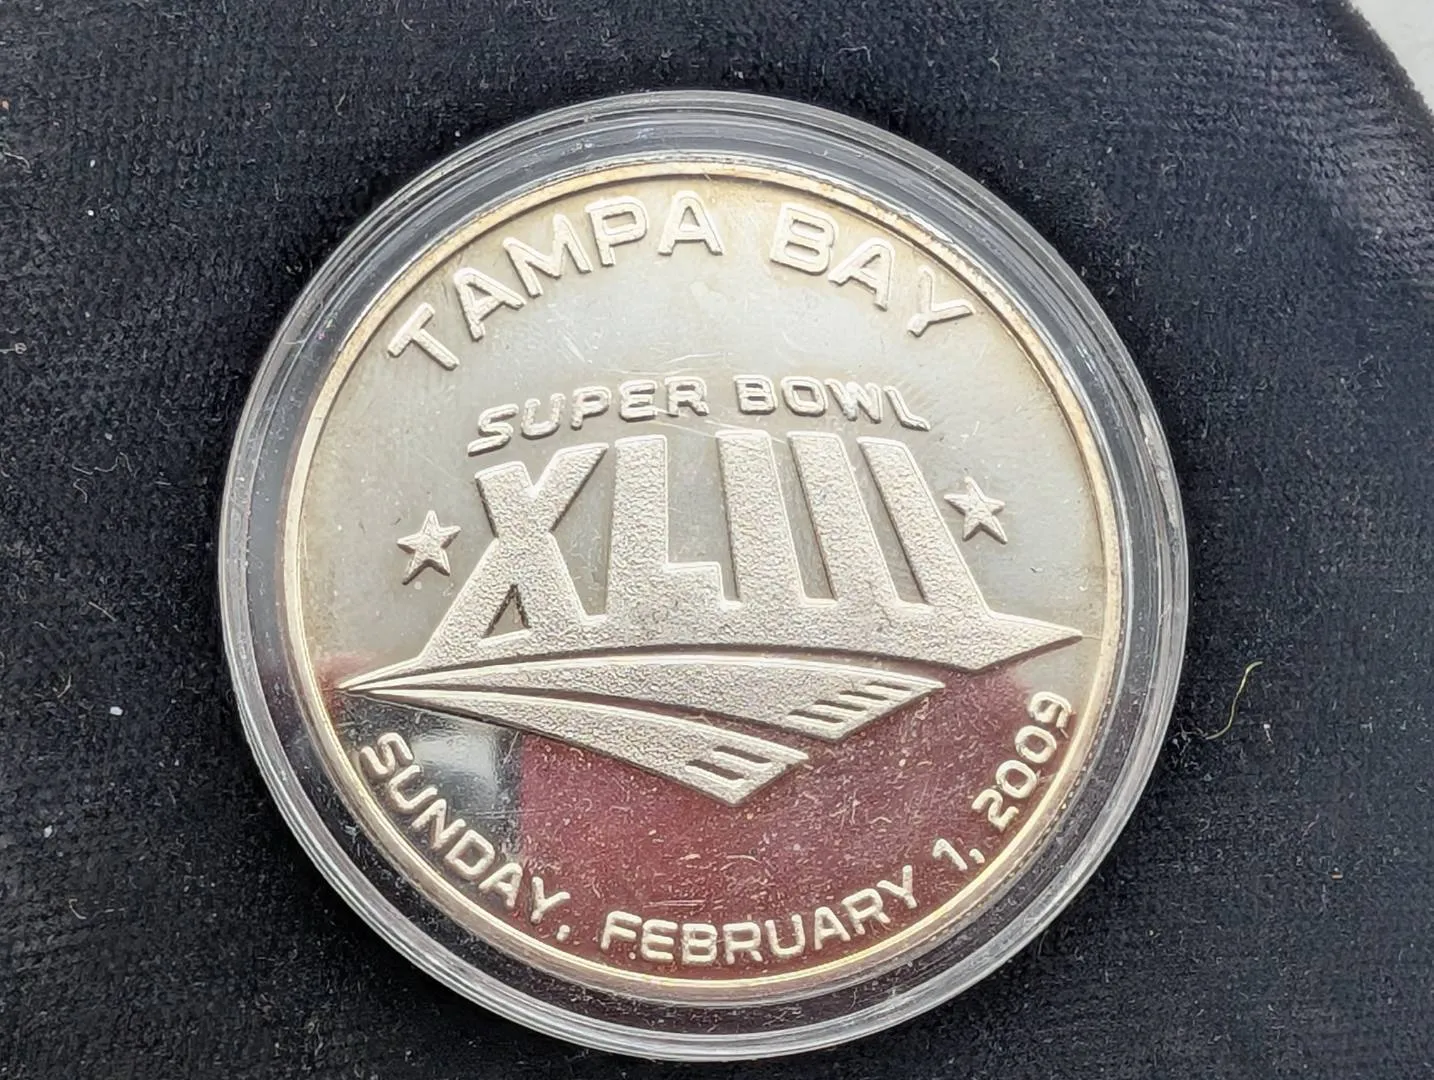 TAMPA BAY
SUPER BOWL
XLIII
SUNDAY, FEBRUARY 1, 2009